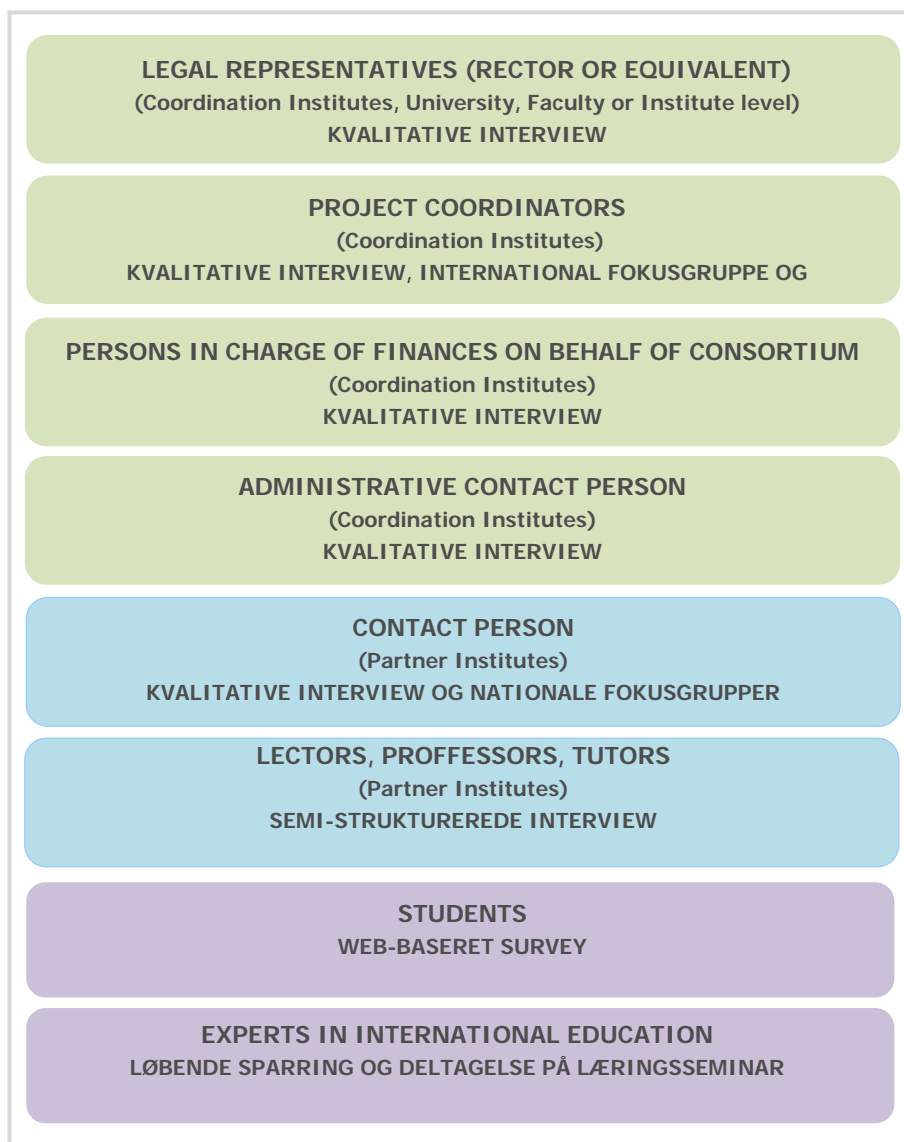 LEGAL REPRESENTATIVES (RECTOR OR EQUIVALENT)
(Coordination Institutes, University, Faculty or Institute level)
KVALITATIVE INTERVIEW
PROJECT COORDINATORS
(Coordination Institutes)
KVALITATIVE INTERVIEW, INTERNATIONAL FOKUSGRUPPE OG
PERSONS IN CHARGE OF FINANCES ON BEHALF OF CONSORTIUM
(Coordination Institutes)
KVALITATIVE INTERVIEW
ADMINISTRATIVE CONTACT PERSON
(Coordination Institutes)
KVALITATIVE INTERVIEW
CONTACT PERSON
(Partner Institutes)
KVALITATIVE INTERVIEW OG NATIONALE FOKUSGRUPPER
LECTORS, PROFFESSORS, TUTORS
(Partner Institutes)
SEMI-STRUKTUREREDE INTERVIEW
STUDENTS
WEB-BASERET SURVEY
EXPERTS IN INTERNATIONAL EDUCATION
LØBENDE SPARRING OG DELTAGELSE PÅ LÆRINGSSEMINAR